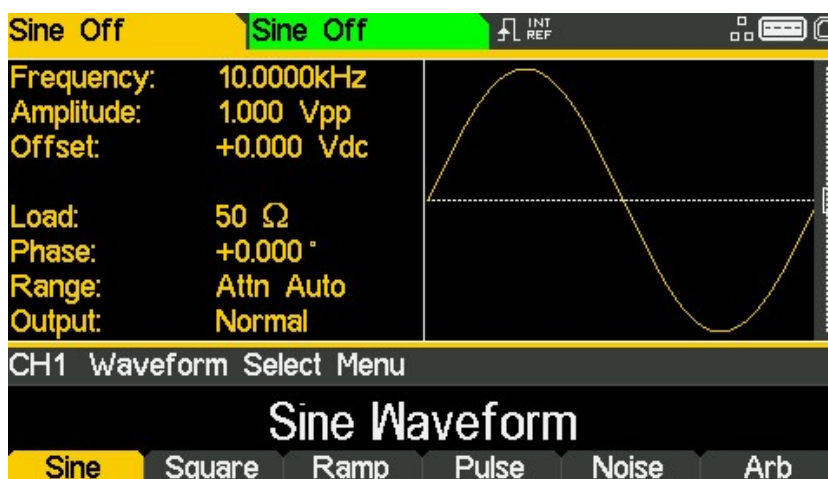 Sine Off Sine Off INT REF
Frequency: 10.0000kHz
Amplitude: 1.000 Vpp
Offset: +0.000 Vdc
Load: 50 Ω
Phase: +0.000°
Range: Attn Auto
Output: Normal
CH1 Waveform Select Menu
Sine Waveform
Sine Square Ramp Pulse Noise Arb